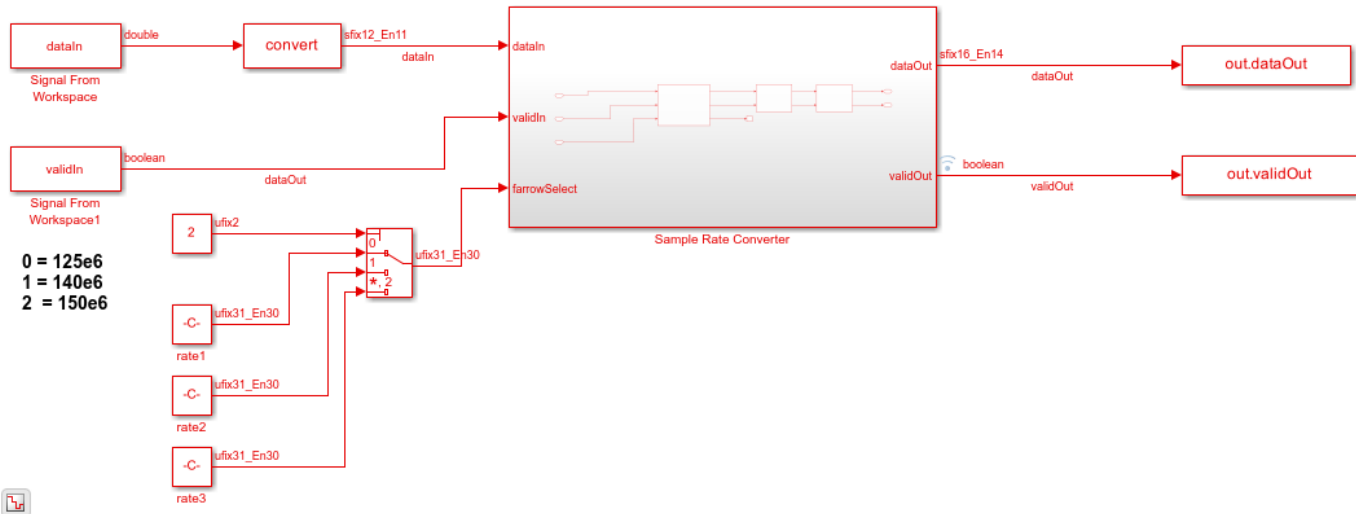 dataIn
double
Signal From
Workspace
convert
sfix12_En11
dataIn
validIn
boolean
dataOut
Signal From
Workspace1
0 = 125e6
1 = 140e6
2 = 150e6
2
ufix2
-C-
ufix31_En30
rate1
-C-
ufix31_En30
rate2
-C-
ufix31_En30
rate3
0
1
*, 2
ufix31_En30
dataIn
validIn
farrowSelect
dataOut
validOut
Sample Rate Converter
sfix16_En14
dataOut
out.dataOut
boolean
validOut
out.validOut